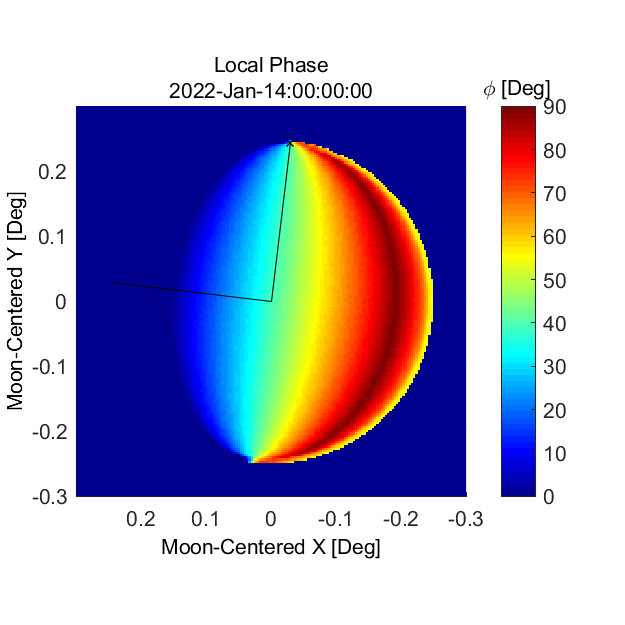 Local Phase
2022-Jan-14:00:00:00:00
ϕ [Deg]
90
80
70
60
50
40
30
20
10
0
Moon-Centered Y [Deg]
0.2
0.1
0
-0.1
-0.2
-0.3
0.2 0.1 0 -0.1 -0.2 -0.3
Moon-Centered X [Deg]